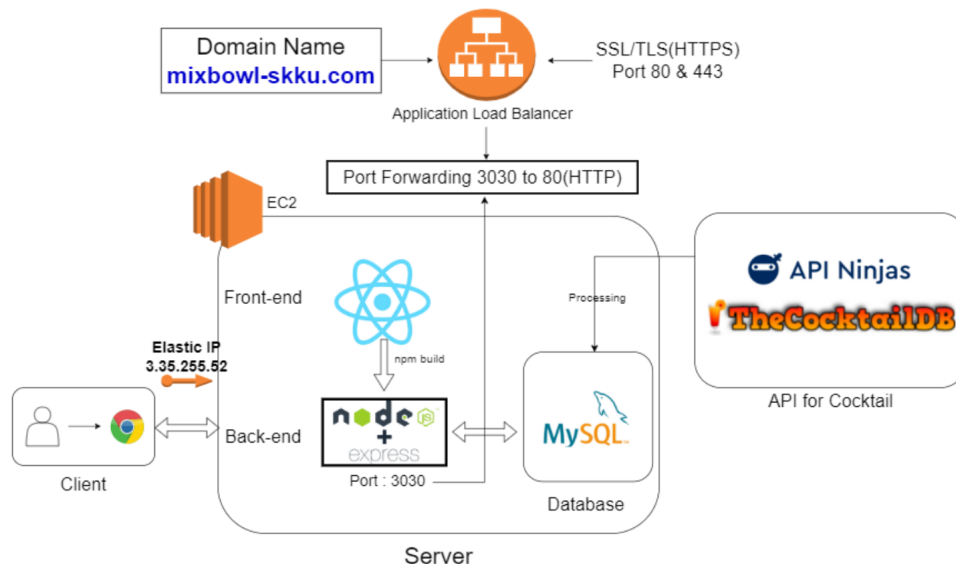 Domain Name
mixbowl-skku.com
SSL/TLS(HTTPS)
Port 80 & 443
Application Load Balancer
Port Forwarding 3030 to 80(HTTP)
EC2
Front-end
npm build
Processing
API Ninjas
TheCocktailDB
API for Cocktail
Elastic IP
3.35.255.52
Client
Back-end
node
JS
+
express
Port : 3030
MySQL™
Database
Server